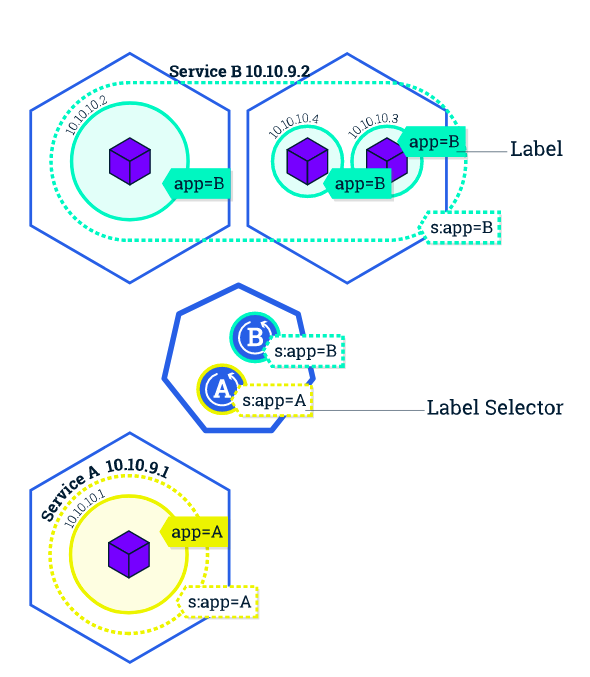 Service B 10.10.9.2
10.10.10.2
10.10.10.4
10.10.10.3
app=B
Label
app=B
app=B
s:app=B
B
s:app=B
A
s:app=A
Label Selector
Service A 10.10.9.1
10.10.10.1
app=A
s:app=A